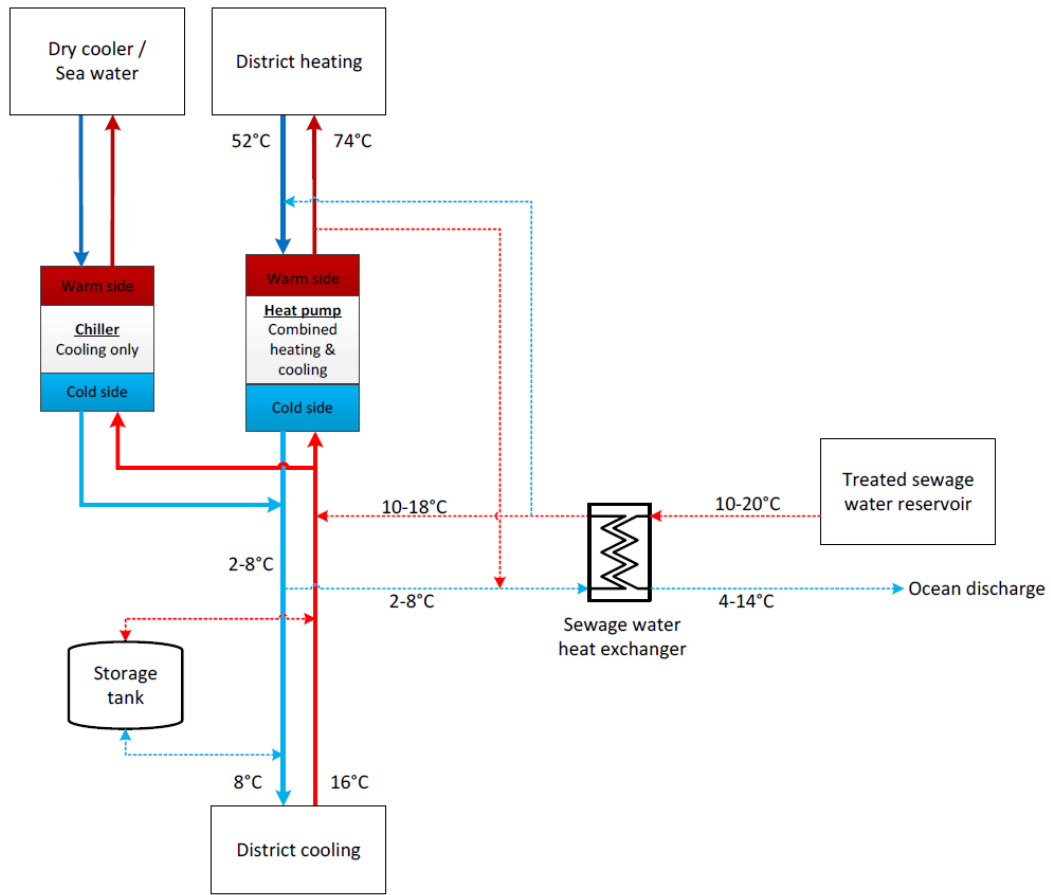 Dry cooler /
Sea water
District heating
52°C
74°C
Warm side
Chiller
Cooling only
Cold side
Warm side
Heat pump
Combined
heating &
cooling
Cold side
Treated sewage
water reservoir
10-18°C
10-20°C
2-8°C
2-8°C
4-14°C
Ocean discharge
Sewage water
heat exchanger
Storage
tank
8°C
16°C
District cooling